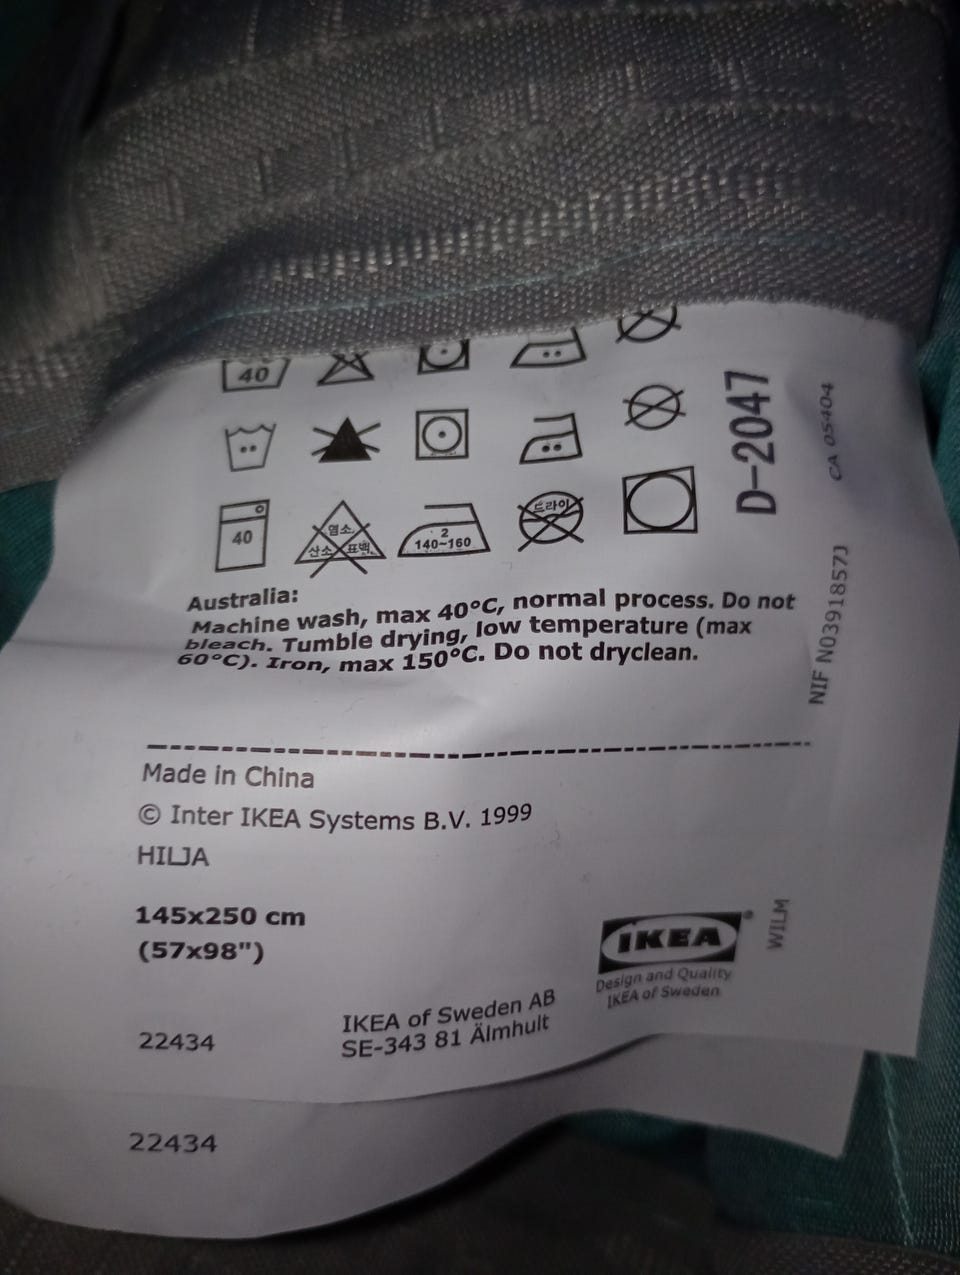 40
40
염소
산소 표백
2
140~160
드라이
D-2047
CA 05404
NIF N0391857J
Australia:
Machine wash, max 40°C, normal process. Do not
bleach. Tumble drying, low temperature (max
60°C). Iron, max 150°C. Do not dryclean.
Made in China
© Inter IKEA Systems B.V. 1999
HILJA
145x250 cm
(57x98")
IKEA
Design and Quality
IKEA of Sweden
WILM
22434
IKEA of Sweden AB
SE-343 81 Älmhult
22434